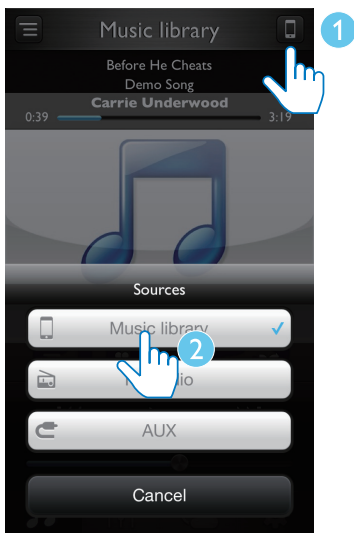 Music library
1
Before He Cheats
Demo Song
Carrie Underwood
0:39 3:19
Sources
Music library
2
AUX
Cancel